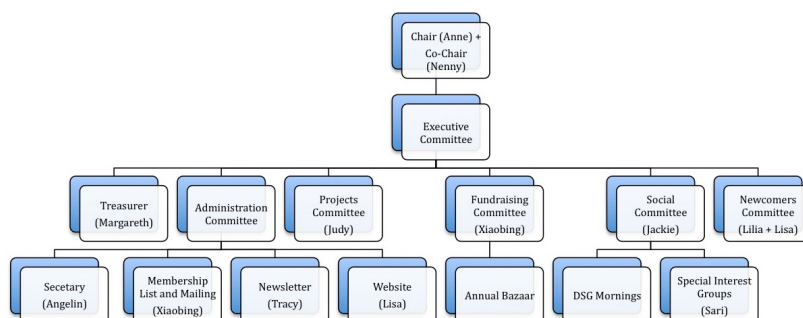 Chair (Anne) +
Co-Chair
(Nenny)
Executive
Committee
Treasurer
(Margareth)
Administration
Committee
Projects
Committee
(Judy)
Fundraising
Committee
(Xiaobing)
Social
Committee
(Jackie)
Newcomers
Committee
(Lilia + Lisa)
Secetary
(Angelin)
Membership
List and Mailing
(Xiaobing)
Newsletter
(Tracy)
Website
(Lisa)
Annual Bazaar
DSG Mornings
Special Interest
Groups
(Sari)